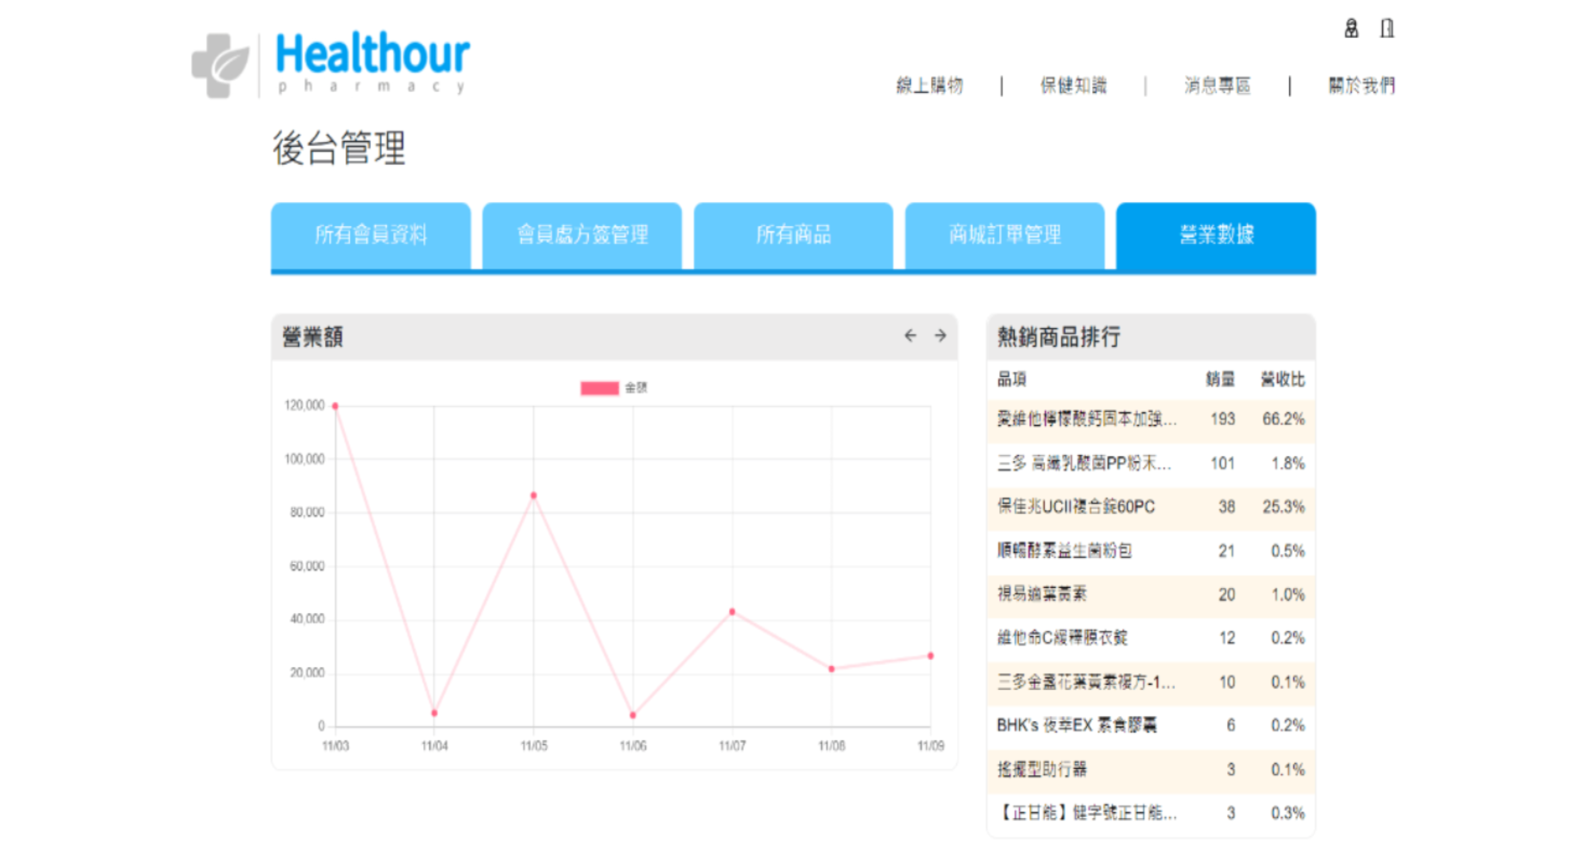 Healthour
pharmacy
線上購物 | 保健知識 | 消息專區 | 關於我們
後台管理
所有會員資料 會員處方簽管理 所有商品 商城訂單管理 營業數據
營業額 ← →
金額
120,000
100,000
80,000
60,000
40,000
20,000
0
11/03 11/04 11/05 11/06 11/07 11/08 11/09
熱銷商品排行
品項 銷量 營收比
愛維他檸檬酸鈣固本加強... 193 66.2%
三多 高纖乳酸菌PP粉末... 101 1.8%
保佳兆UCII複合錠60PC 38 25.3%
順暢酵素益生菌粉包 21 0.5%
視易適葉黃素 20 1.0%
維他命C緩釋膜衣錠 12 0.2%
三多金盞花葉黃素複方-1... 10 0.1%
BHK's 夜萃EX 素食膠囊 6 0.2%
搖擺型助行器 3 0.1%
【正甘能】健字號正甘能... 3 0.3%